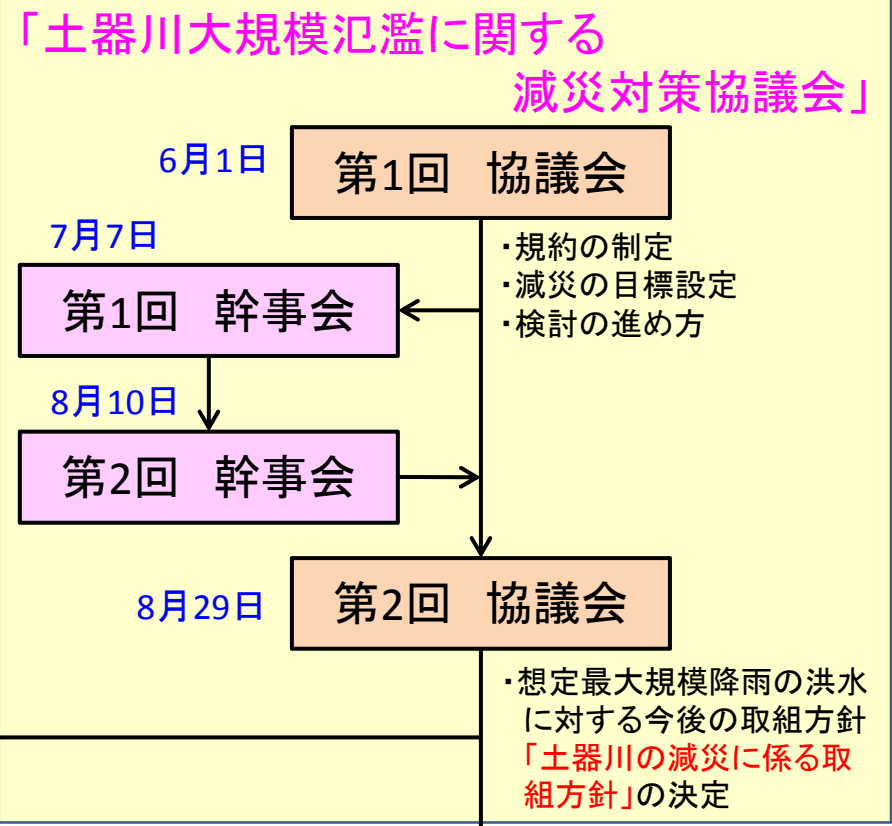 「土器川大規模氾濫に関する
減災対策協議会」
6月1日
第1回　協議会
・規約の制定
・減災の目標設定
・検討の進め方
7月7日
第1回　幹事会
8月10日
第2回　幹事会
8月29日
第2回　協議会
・想定最大規模降雨の洪水
に対する今後の取組方針
「土器川の減災に係る取
組方針」の決定